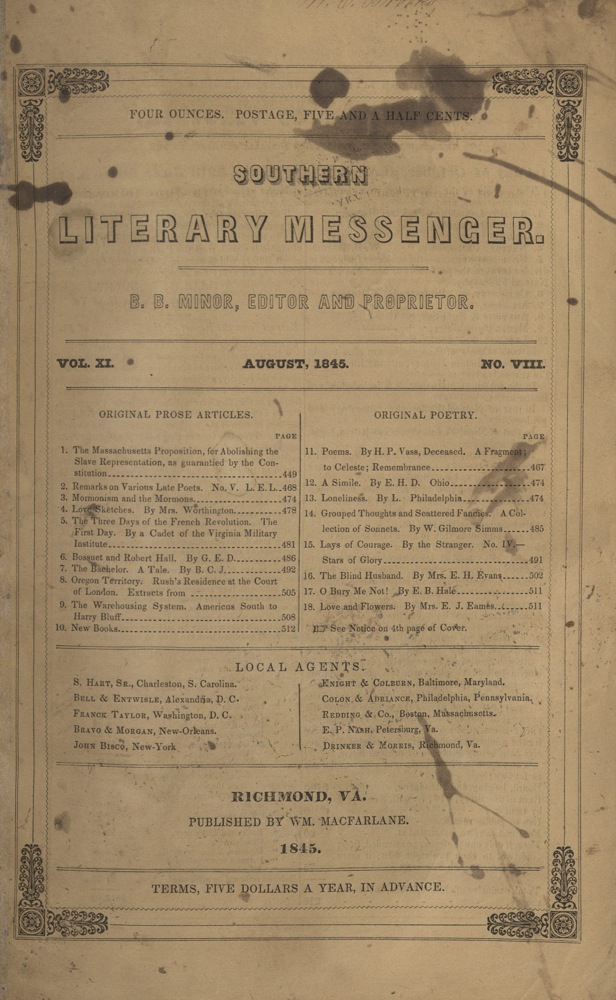 FOUR OUNCES. POSTAGE, FIVE AND A HALF CENTS.
SOUTHERN
LITERARY MESSENGER.
B. B. MINOR, EDITOR AND PROPRIETOR.
VOL. XI. AUGUST, 1845. NO. VIII.
ORIGINAL PROSE ARTICLES.
PAGE
1. The Massachusetts Proposition, for Abolishing the
Slave Representation, as guarantied by the Con-
stitution 449
2. Remarks on Various Late Poets. No. V. L. E. L. 468
3. Mormonism and the Mormons. 474
4. Love Sketches. By Mrs. Worthington. 478
5. The Three Days of the French Revolution. The
First Day. By a Cadet of the Virginia Military
Institute. 481
6. Bossuet and Robert Hall. By G. E. D. 486
7. The Bachelor. A Tale. By B. C. J. 492
8. Oregon Territory. Rush's Residence at the Court
of London. Extracts from 505
9. The Warehousing System. Americus South to
Harry Bluff. 508
10. New Books. 512
ORIGINAL POETRY.
PAGE
11. Poems. By H. P. Vass, Deceased. A Fragment;
to Celeste; Remembrance. 467
12. A Simile. By E. H. D. Ohio. 474
13. Loneliness. By L. Philadelphia. 474
14. Grouped Thoughts and Scattered Fancies. A Col-
lection of Sonnets. By W. Gilmore Simms. 485
15. Lays of Courage. By the Stranger. No. IV.—
Stars of Glory. 491
16. The Blind Husband. By Mrs. E. H. Evans. 502
17. O Bury Me Not! By E. B. Hale. 511
18. Love and Flowers. By Mrs. E. J. Eames. 511
☞ See Notice on 4th page of Cover.
LOCAL AGENTS.
S. HART, SR., Charleston, S. Carolina.
BELL & ENTWISLE, Alexandria, D. C.
FRANCK TAYLOR, Washington, D. C.
BRAVO & MORGAN, New-Orleans.
JOHN BISCO, New-York
KNIGHT & COLBURN, Baltimore, Maryland.
COLON & ADRIANCE, Philadelphia, Pennsylvania.
REDDING & Co., Boston, Massachusetts.
E. P. NASH, Petersburg, Va.
DRINKER & MORRIS, Richmond, Va.
RICHMOND, VA.
PUBLISHED BY WM. MACFARLANE.
1845.
TERMS, FIVE DOLLARS A YEAR, IN ADVANCE.